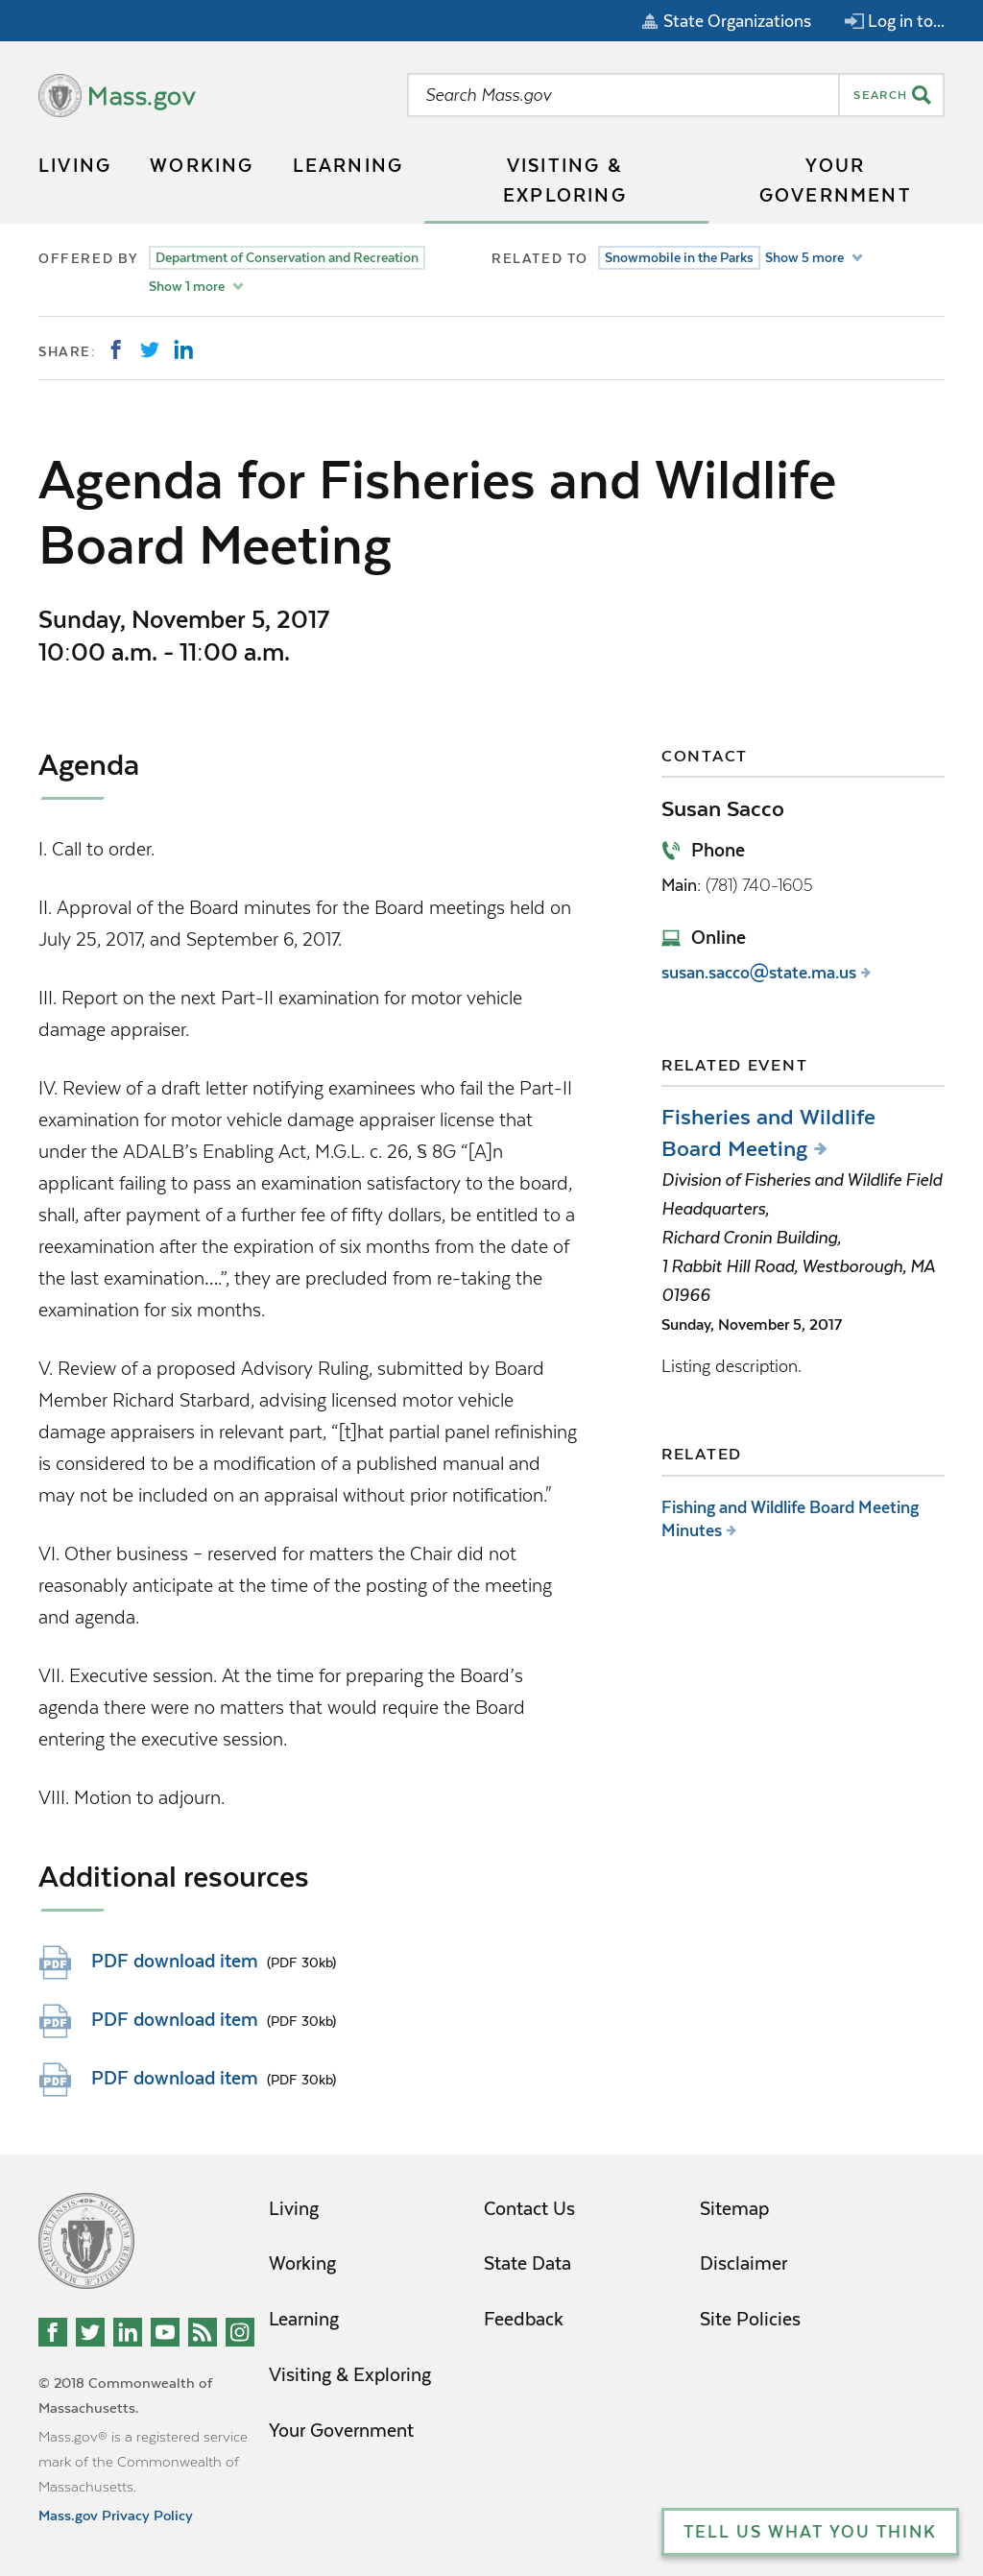 State Organizations
Log in to...
Mass.gov
Search Mass.gov
SEARCH
LIVING
WORKING
LEARNING
VISITING &
EXPLORING
YOUR
GOVERNMENT
OFFERED BY
Department of Conservation and Recreation
Show 1 more
RELATED TO
Snowmobile in the Parks
Show 5 more
SHARE:
Agenda for Fisheries and Wildlife
Board Meeting
Sunday, November 5, 2017
10:00 a.m. - 11:00 a.m.
Agenda
I. Call to order.
II. Approval of the Board minutes for the Board meetings held on
July 25, 2017, and September 6, 2017.
III. Report on the next Part-II examination for motor vehicle
damage appraiser.
IV. Review of a draft letter notifying examinees who fail the Part-II
examination for motor vehicle damage appraiser license that
under the ADALB’s Enabling Act, M.G.L. c. 26, § 8G “[A]n
applicant failing to pass an examination satisfactory to the board,
shall, after payment of a further fee of fifty dollars, be entitled to a
reexamination after the expiration of six months from the date of
the last examination….”, they are precluded from re-taking the
examination for six months.
V. Review of a proposed Advisory Ruling, submitted by Board
Member Richard Starbard, advising licensed motor vehicle
damage appraisers in relevant part, “[t]hat partial panel refinishing
is considered to be a modification of a published manual and
may not be included on an appraisal without prior notification."
VI. Other business – reserved for matters the Chair did not
reasonably anticipate at the time of the posting of the meeting
and agenda.
VII. Executive session. At the time for preparing the Board’s
agenda there were no matters that would require the Board
entering the executive session.
VIII. Motion to adjourn.
Additional resources
PDF
PDF download item (PDF 30kb)
PDF
PDF download item (PDF 30kb)
PDF
PDF download item (PDF 30kb)
CONTACT
Susan Sacco
Phone
Main: (781) 740-1605
Online
susan.sacco@state.ma.us
RELATED EVENT
Fisheries and Wildlife
Board Meeting
Division of Fisheries and Wildlife Field
Headquarters,
Richard Cronin Building,
1 Rabbit Hill Road, Westborough, MA
01966
Sunday, November 5, 2017
Listing description.
RELATED
Fishing and Wildlife Board Meeting
Minutes
Living
Working
Learning
Visiting & Exploring
Your Government
Contact Us
State Data
Feedback
Sitemap
Disclaimer
Site Policies
© 2018 Commonwealth of
Massachusetts.
Mass.gov® is a registered service
mark of the Commonwealth of
Massachusetts.
Mass.gov Privacy Policy
TELL US WHAT YOU THINK